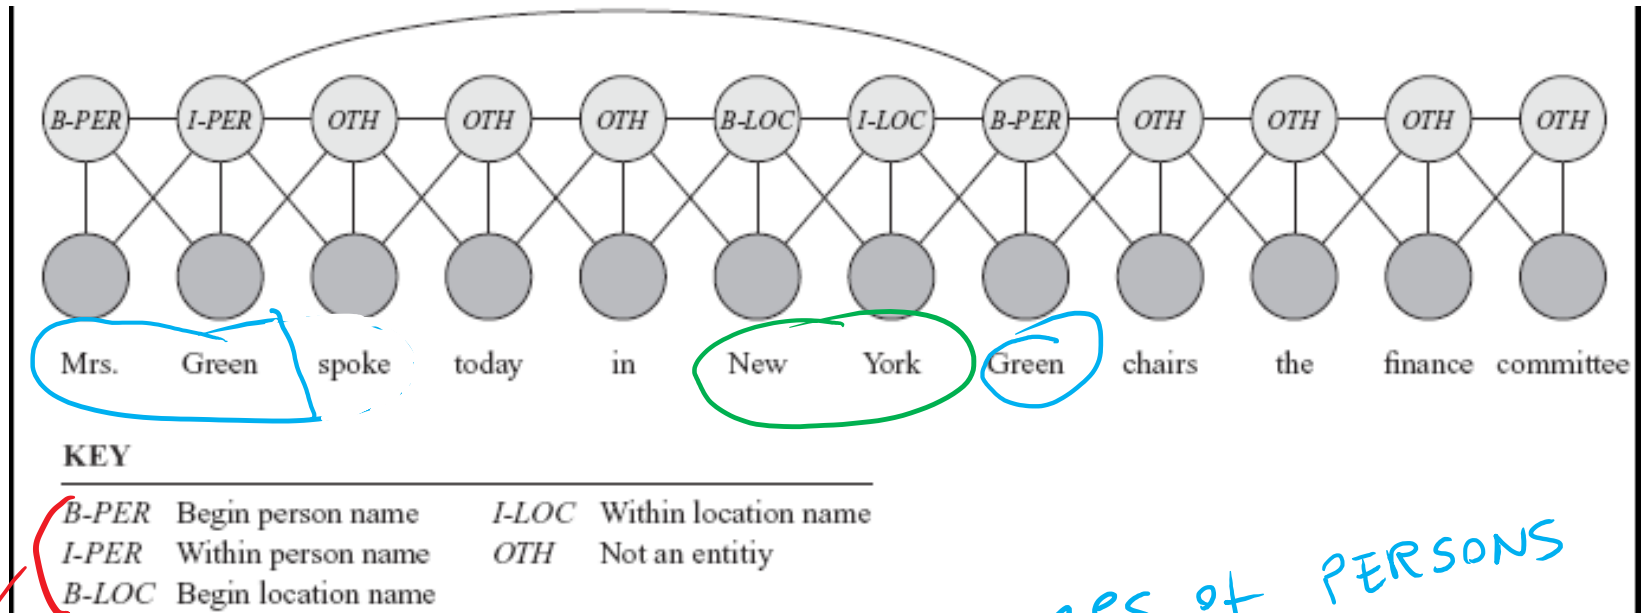 B-PER I-PER OTH OTH OTH B-LOC I-LOC B-PER OTH OTH OTH OTH
Mrs. Green spoke today in New York Green chairs the finance committee
KEY
B-PER Begin person name I-LOC Within location name
I-PER Within person name OTH Not an entitiy
B-LOC Begin location name
of PERSONS